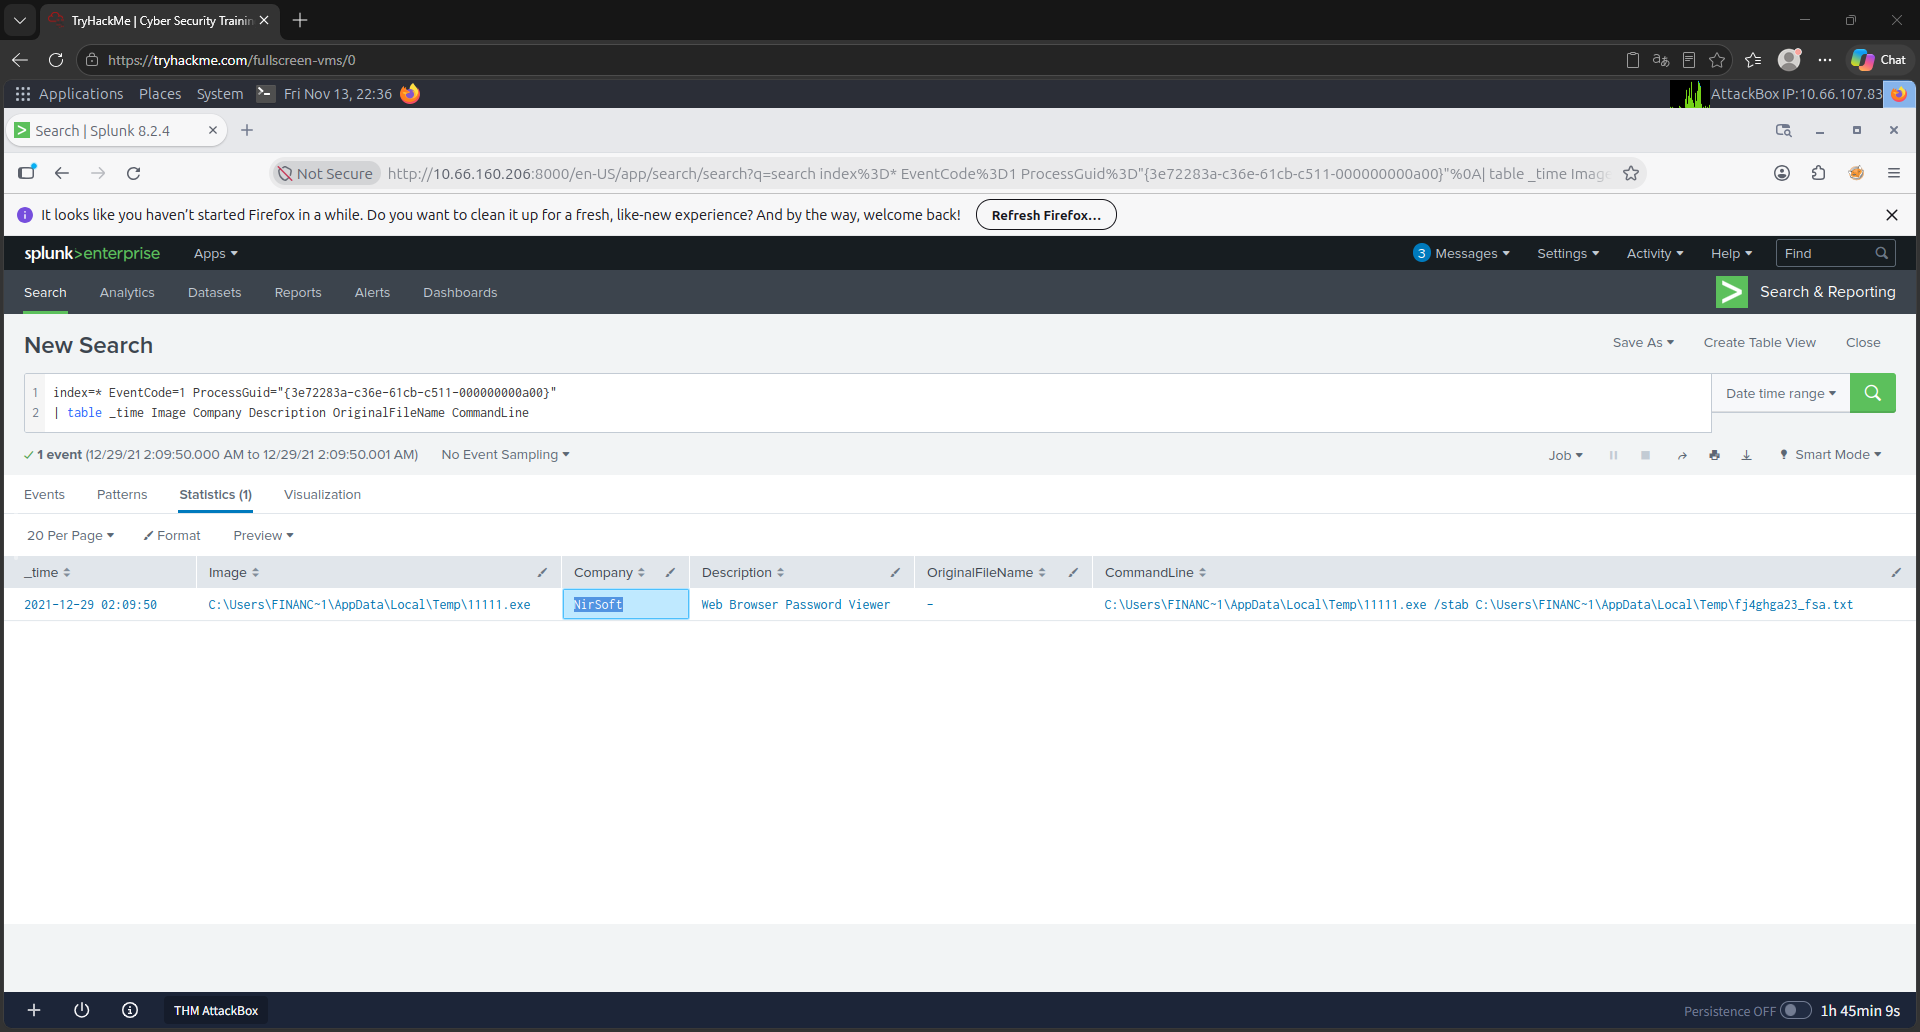 TryHackMe | Cyber Security Trainin
https://tryhackme.com/fullscreen-vms/0
Chat
Applications Places System Fri Nov 13, 22:36 AttackBox IP:10.66.107.83
Search | Splunk 8.2.4
Not Secure http://10.66.160.206:8000/en-US/app/search/search?q=search index%3D* EventCode%3D1 ProcessGuid%3D"{3e72283a-c36e-61cb-c511-000000000a00}"%0A| table _time Image
It looks like you haven't started Firefox in a while. Do you want to clean it up for a fresh, like-new experience? And by the way, welcome back! Refresh Firefox...
splunk>enterprise Apps 3 Messages Settings Activity Help Find
Search Analytics Datasets Reports Alerts Dashboards Search & Reporting
New Search Save As Create Table View Close
1 index=* EventCode=1 ProcessGuid="{3e72283a-c36e-61cb-c511-000000000a00}" Date time range
2 | table _time Image Company Description OriginalFileName CommandLine
1 event (12/29/21 2:09:50.000 AM to 12/29/21 2:09:50.001 AM) No Event Sampling Job Smart Mode
Events Patterns Statistics (1) Visualization
20 Per Page Format Preview
_time Image Company Description OriginalFileName CommandLine
2021-12-29 02:09:50 C:\Users\FINANC~1\AppData\Local\Temp\11111.exe NirSoft Web Browser Password Viewer - C:\Users\FINANC~1\AppData\Local\Temp\11111.exe /stab C:\Users\FINANC~1\AppData\Local\Temp\fj4ghga23_fsa.txt
THM AttackBox Persistence OFF 1h 45min 9s